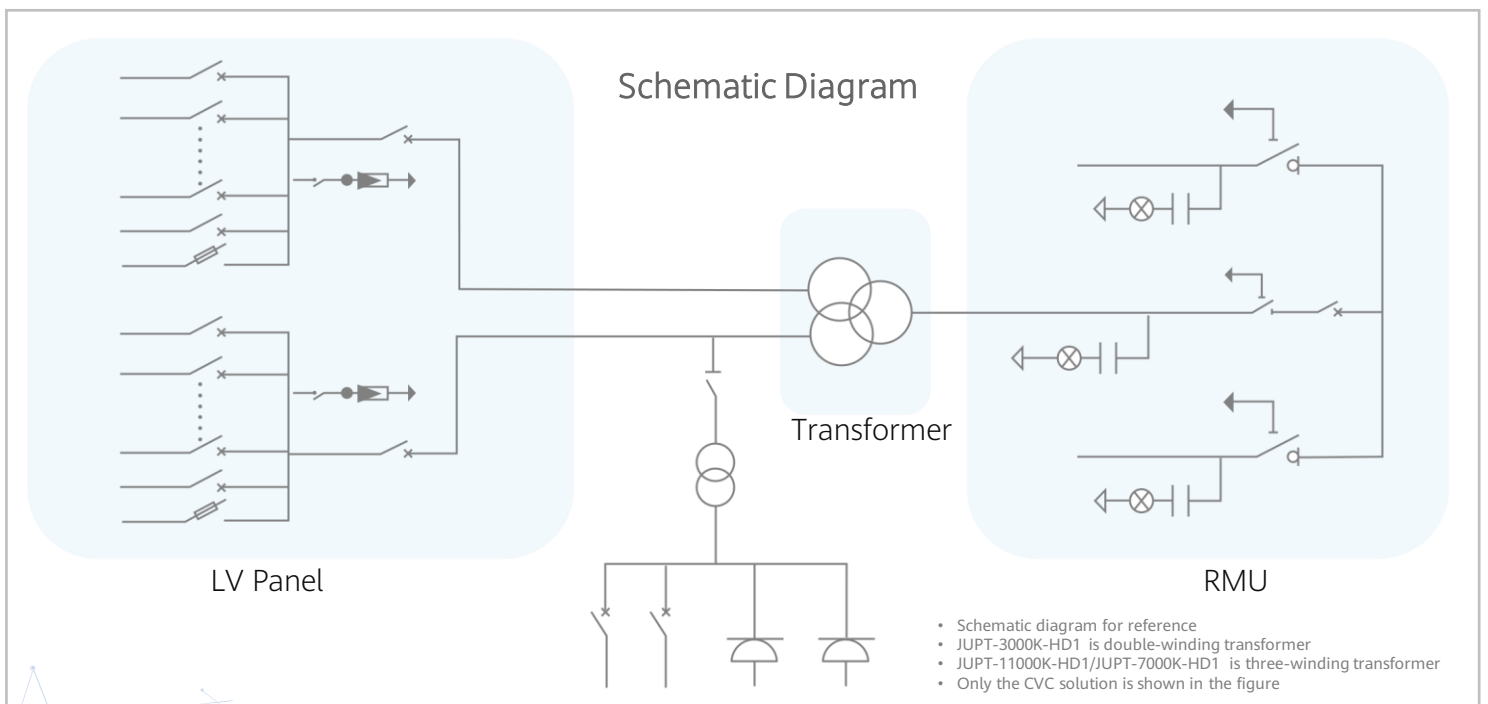 Schematic Diagram
Transformer
LV Panel
RMU
• Schematic diagram for reference
• JUPT-3000K-HD1 is double-winding transformer
• JUPT-11000K-HD1/JUPT-7000K-HD1 is three-winding transformer
• Only the CVC solution is shown in the figure